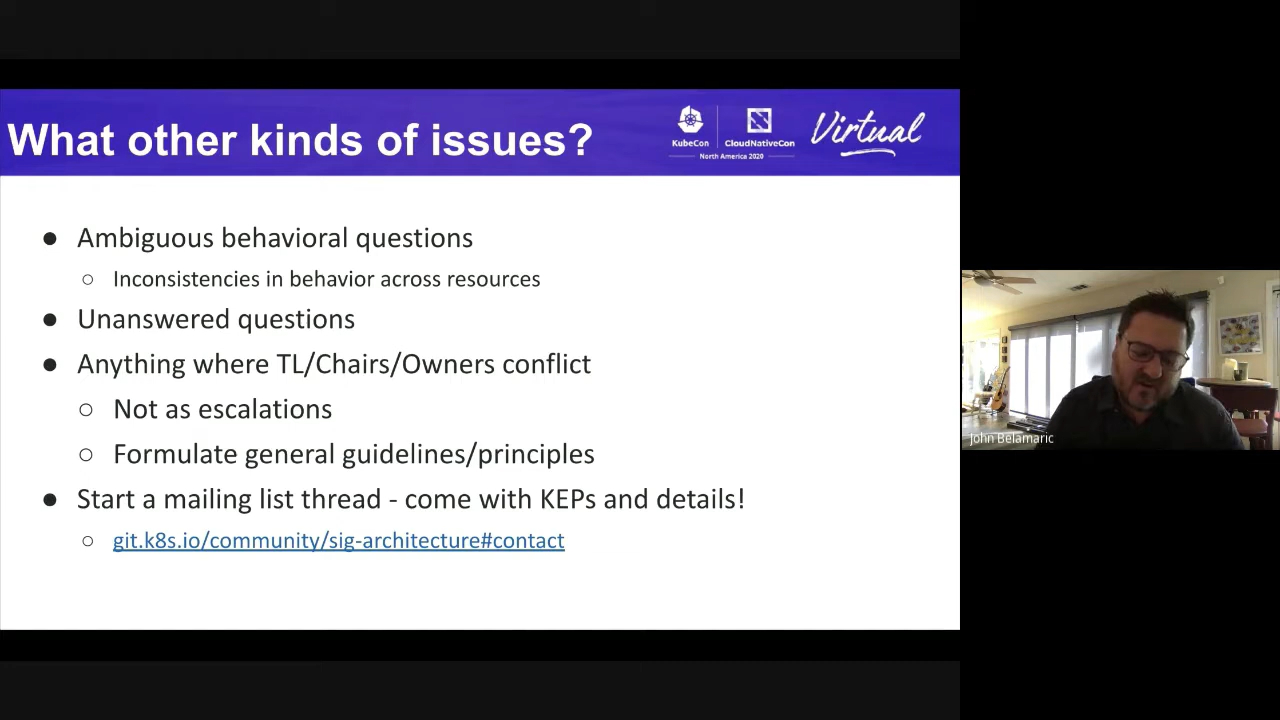 What other kinds of issues?
KubeCon
CloudNativeCon
North America 2020
Virtual
● Ambiguous behavioral questions
○ Inconsistencies in behavior across resources
● Unanswered questions
● Anything where TL/Chairs/Owners conflict
○ Not as escalations
○ Formulate general guidelines/principles
● Start a mailing list thread - come with KEPs and details!
○ git.k8s.io/community/sig-architecture#contact
John Belamaric